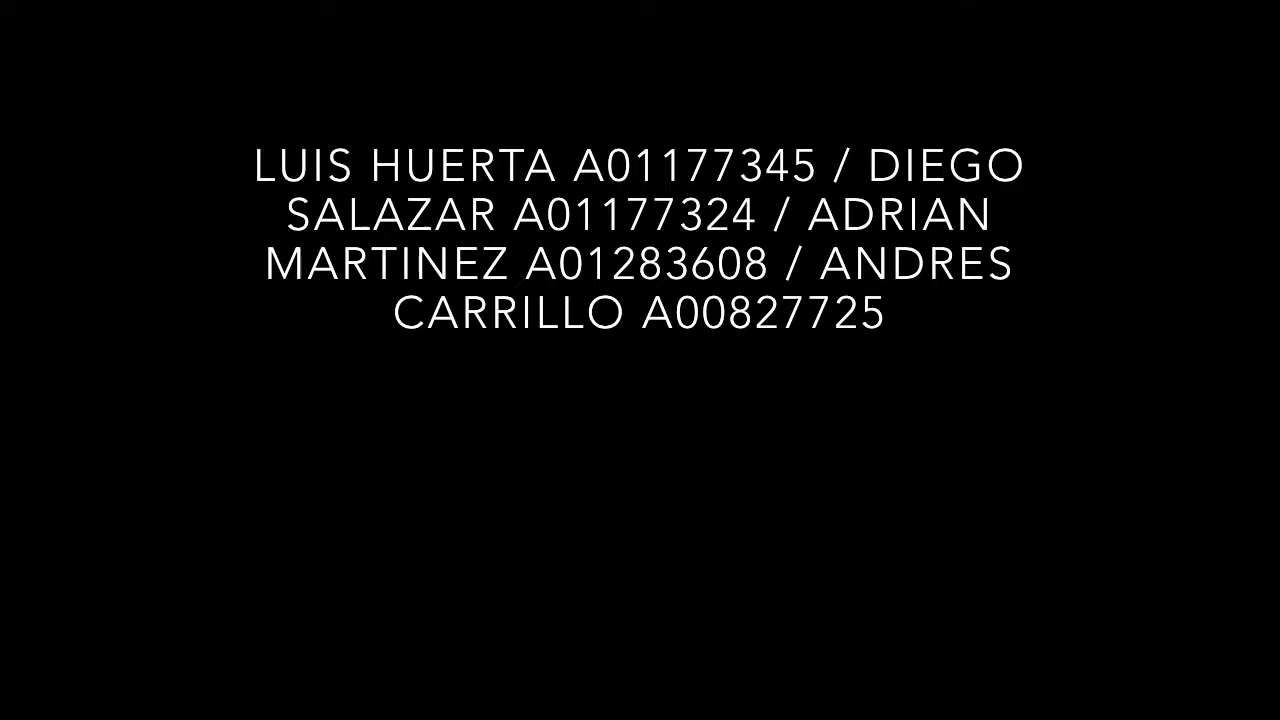 LUIS HUERTA A01177345 / DIEGO
SALAZAR A01177324 / ADRIAN
MARTINEZ A01283608 / ANDRES
CARRILLO A00827725